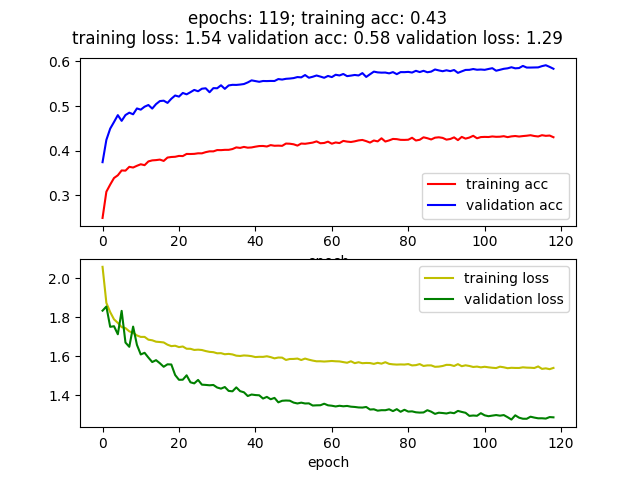 epochs: 119; training acc: 0.43
training loss: 1.54 validation acc: 0.58 validation loss: 1.29
0.6
0.5
0.4
0.3
training acc
validation acc
0 20 40 60 80 100 120
epoch
2.0
1.8
1.6
1.4
training loss
validation loss
0 20 40 60 80 100 120
epoch